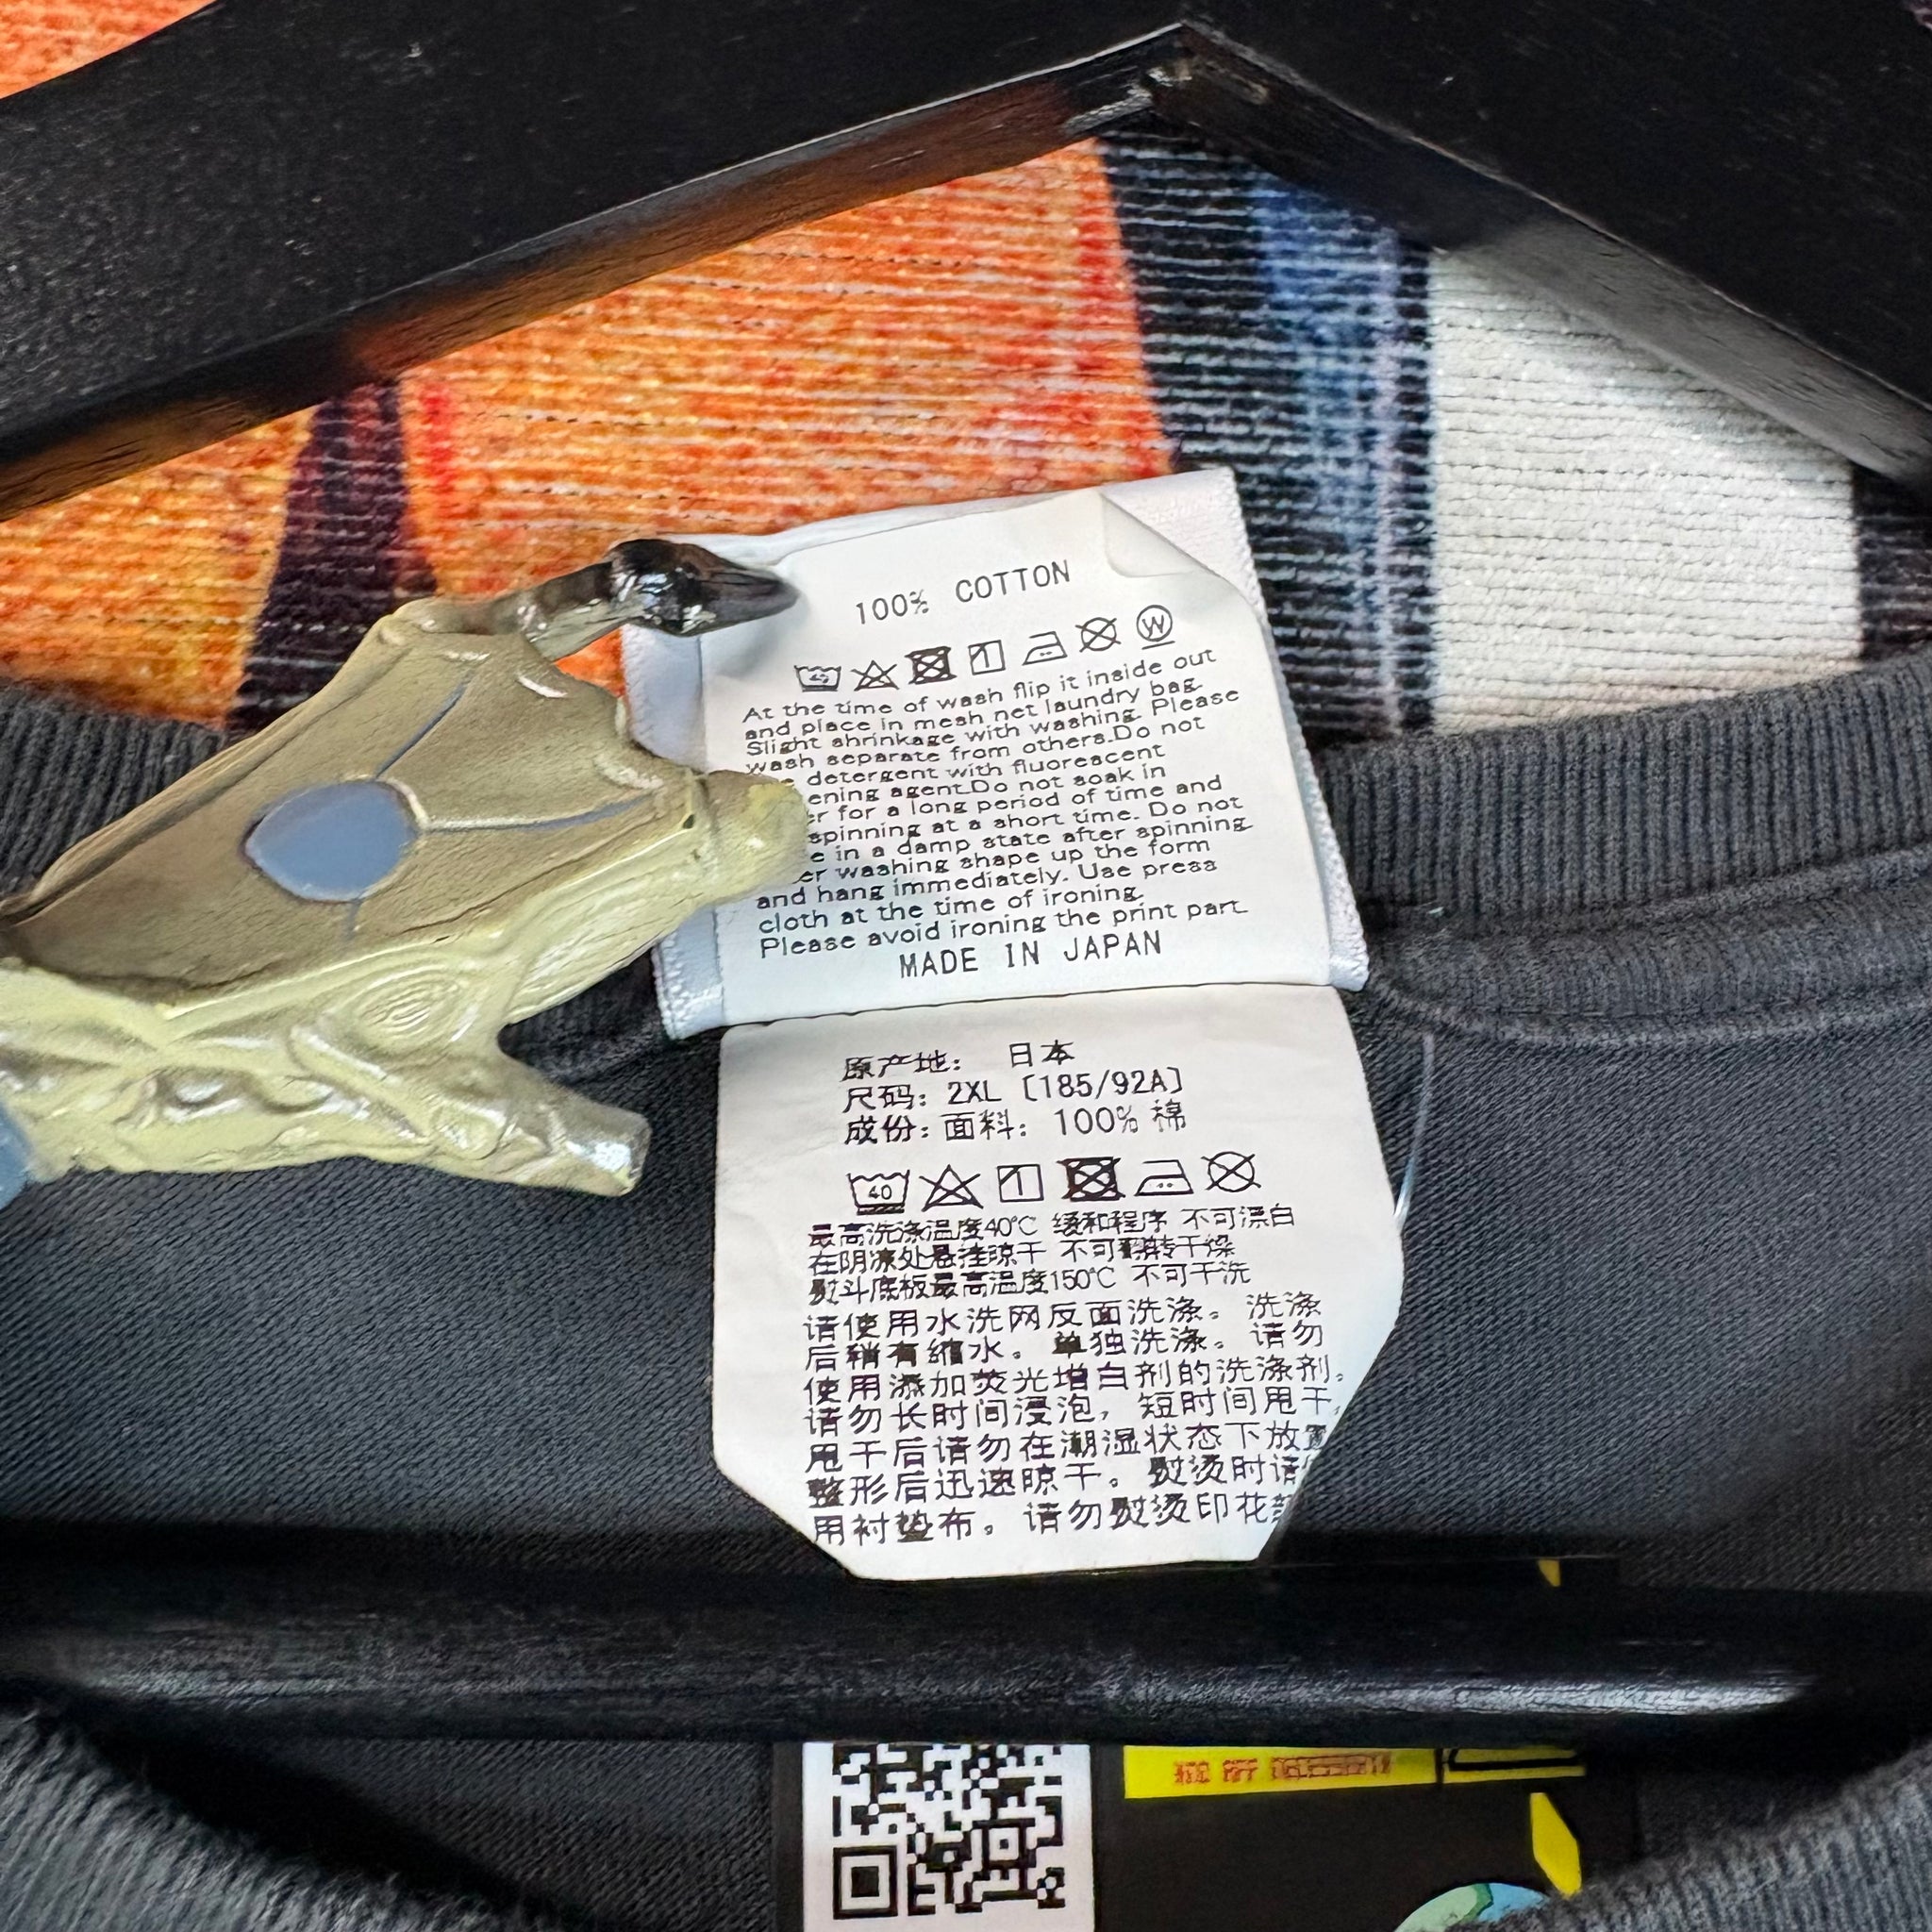 100% COTTON
40 W
At the time of wash flip it inside out
and place in mesh net laundry bag.
Slight shrinkage with washing. Please
wash separate from others.Do not
detergent with fluorescent
ening agent.Do not soak in
er for a long period of time and
spinning at a short time. Do not
e in a damp state after spinning.
er washing shape up the form
and hang immediately. Use press
cloth at the time of ironing.
Please avoid ironing the print part.
MADE IN JAPAN
原产地: 日本
尺码: 2XL [185/92A]
成份: 面料: 100% 棉
40
最高洗涤温度40℃ 缓和程序 不可漂白
在阴凉处悬挂晾干 不可翻转干燥
熨斗底板最高温度150℃ 不可干洗
请使用水洗网反面洗涤。洗涤
后稍有缩水。单独洗涤。请勿
使用添加荧光增白剂的洗涤剂。
请勿长时间浸泡, 短时间甩干,
甩干后请勿在潮湿状态下放置
整形后迅速晾干。熨烫时请
用衬垫布。请勿熨烫印花